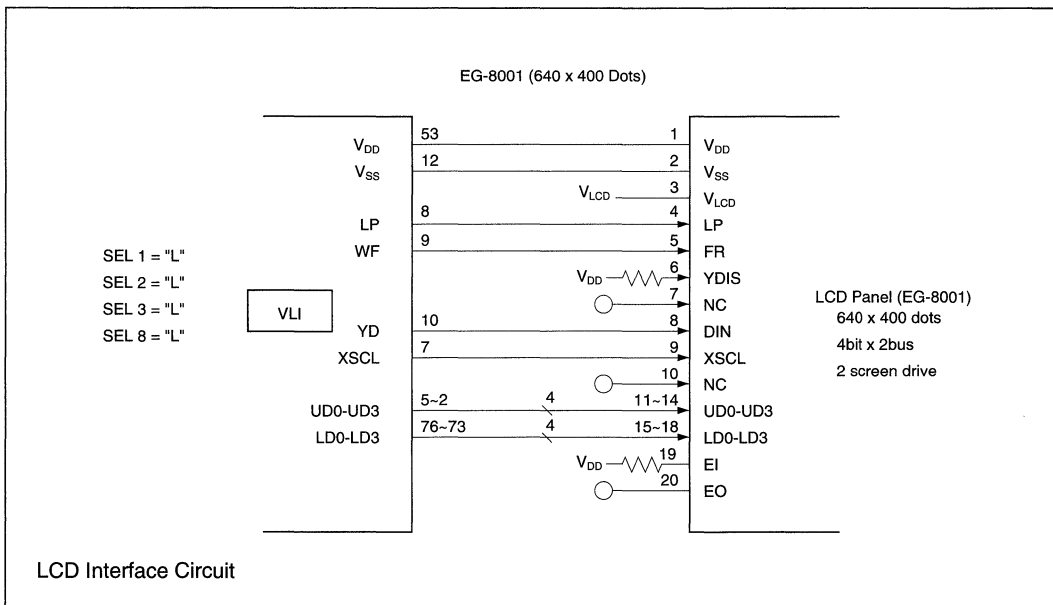 EG-8001 (640 x 400 Dots)
VDD 53 1 VDD
VSS 12 2 VSS
VLCD 3 VLCD
LP 8 4 LP
WF 9 5 FR
SEL 1 = "L"
SEL 2 = "L"
SEL 3 = "L"
SEL 8 = "L"
VLI
VDD 6 YDIS
7 NC
YD 10 8 DIN
XSCL 7 9 XSCL
10 NC
UD0-UD3 5~2 4 11~14 UD0-UD3
LD0-LD3 76~73 4 15~18 LD0-LD3
VDD 19 EI
20 EO
LCD Panel (EG-8001)
640 x 400 dots
4bit x 2bus
2 screen drive
LCD Interface Circuit